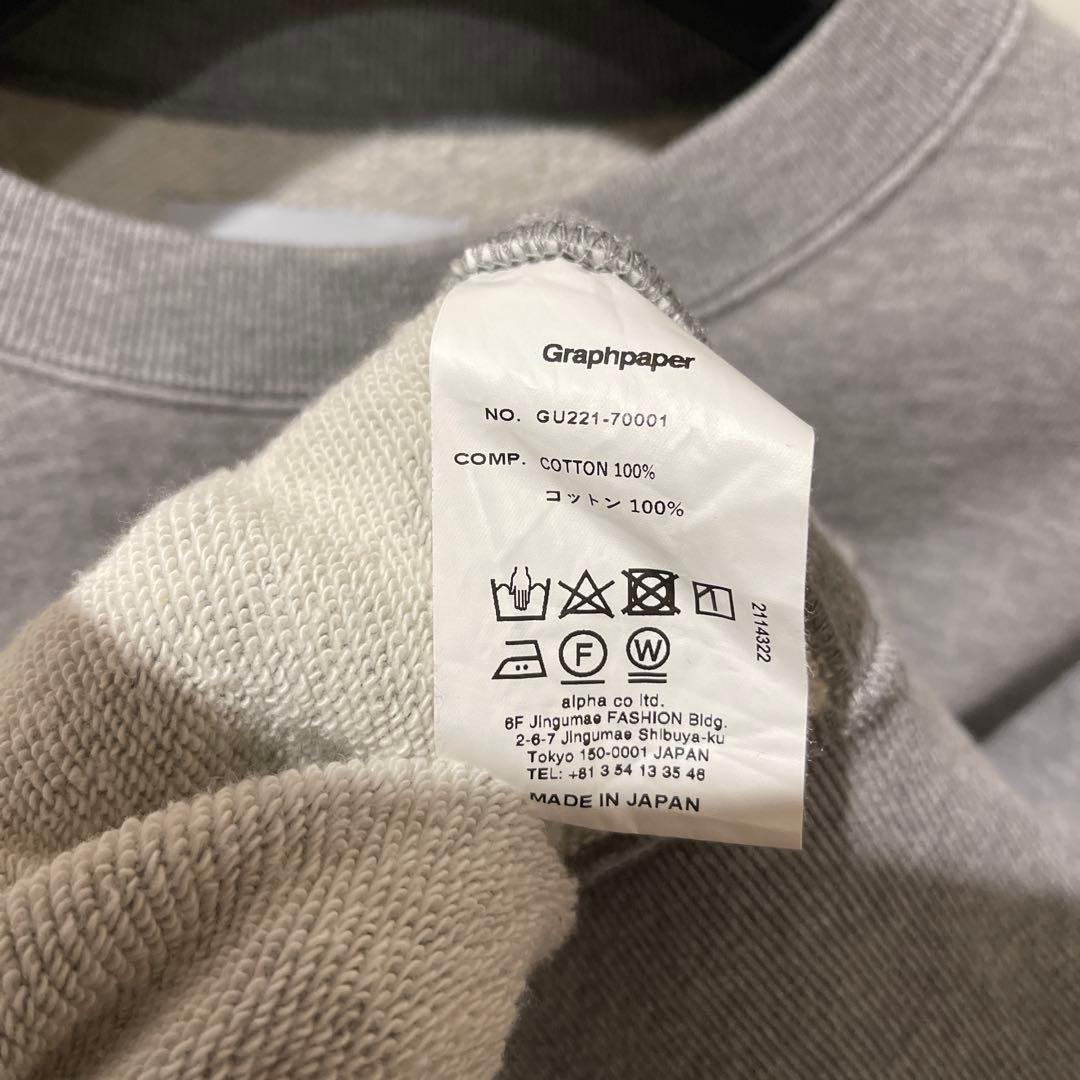 Graphpaper
NO. GU221-70001
COMP. COTTON 100%
コットン 100%
2114322
F
W
alpha co ltd.
6F Jingumae FASHION Bldg.
2-6-7 Jingumae Shibuya-ku
Tokyo 150-0001 JAPAN
TEL: +81 3 54 13 35 46
MADE IN JAPAN